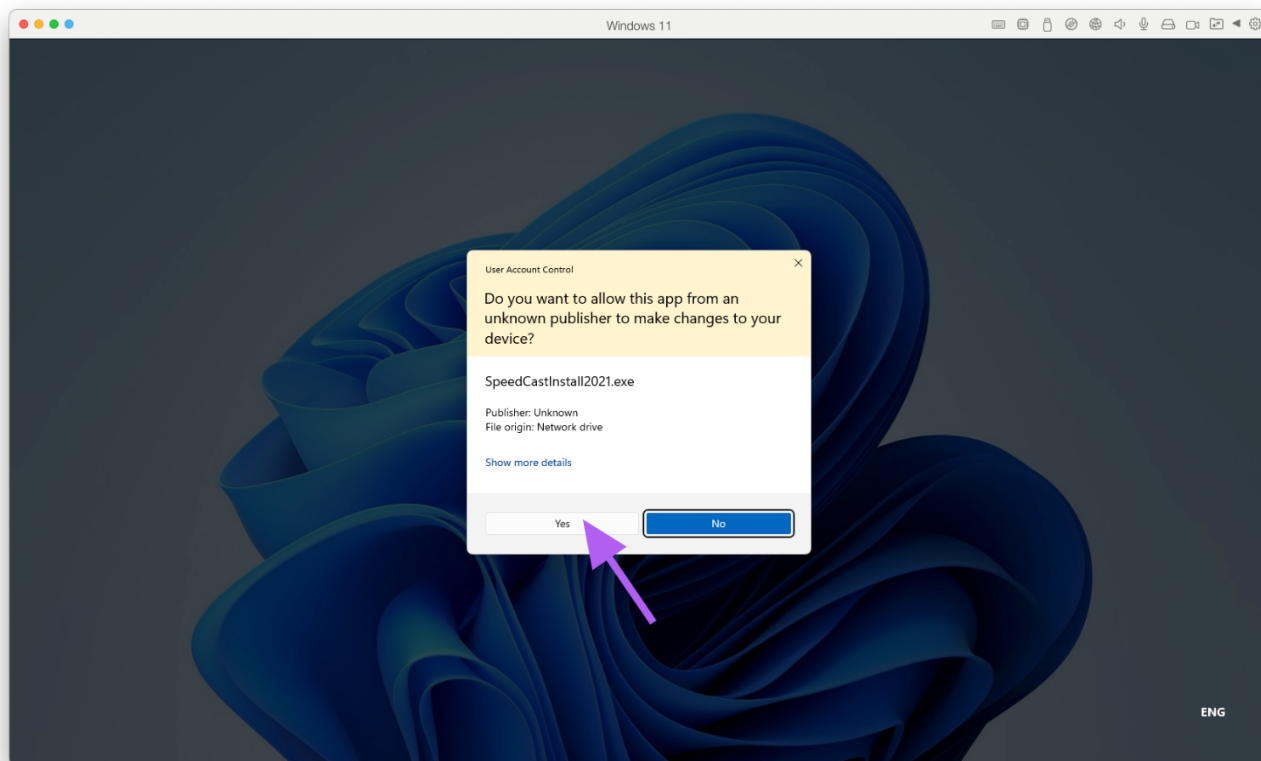 Windows 11
User Account Control
Do you want to allow this app from an
unknown publisher to make changes to your
device?
SpeedCastInstall2021.exe
Publisher: Unknown
File origin: Network drive
Show more details
Yes
No
ENG